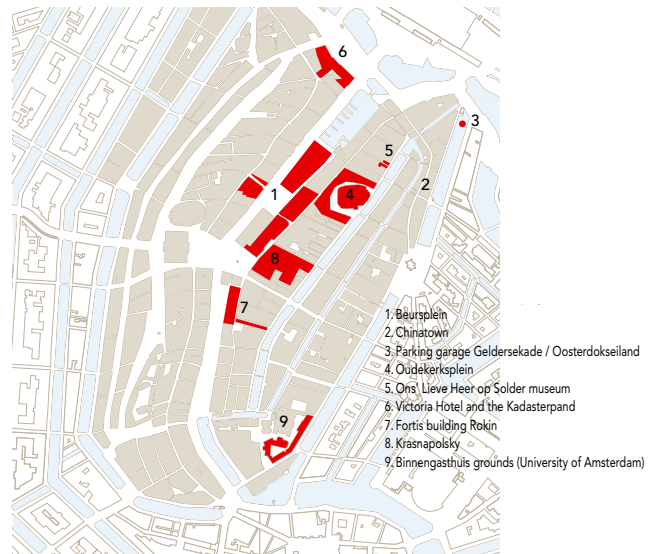 6
3
5
2
1
4
8
7
9
1. Beursplein
2. Chinatown
3. Parking garage Geldersekade / Oosterdokseiland
4. Oudekerksplein
5. Ons' Lieve Heer op Solder museum
6. Victoria Hotel and the Kadasterpand
7. Fortis building Rokin
8. Krasnapolsky
9. Binnengasthuis grounds (University of Amsterdam)